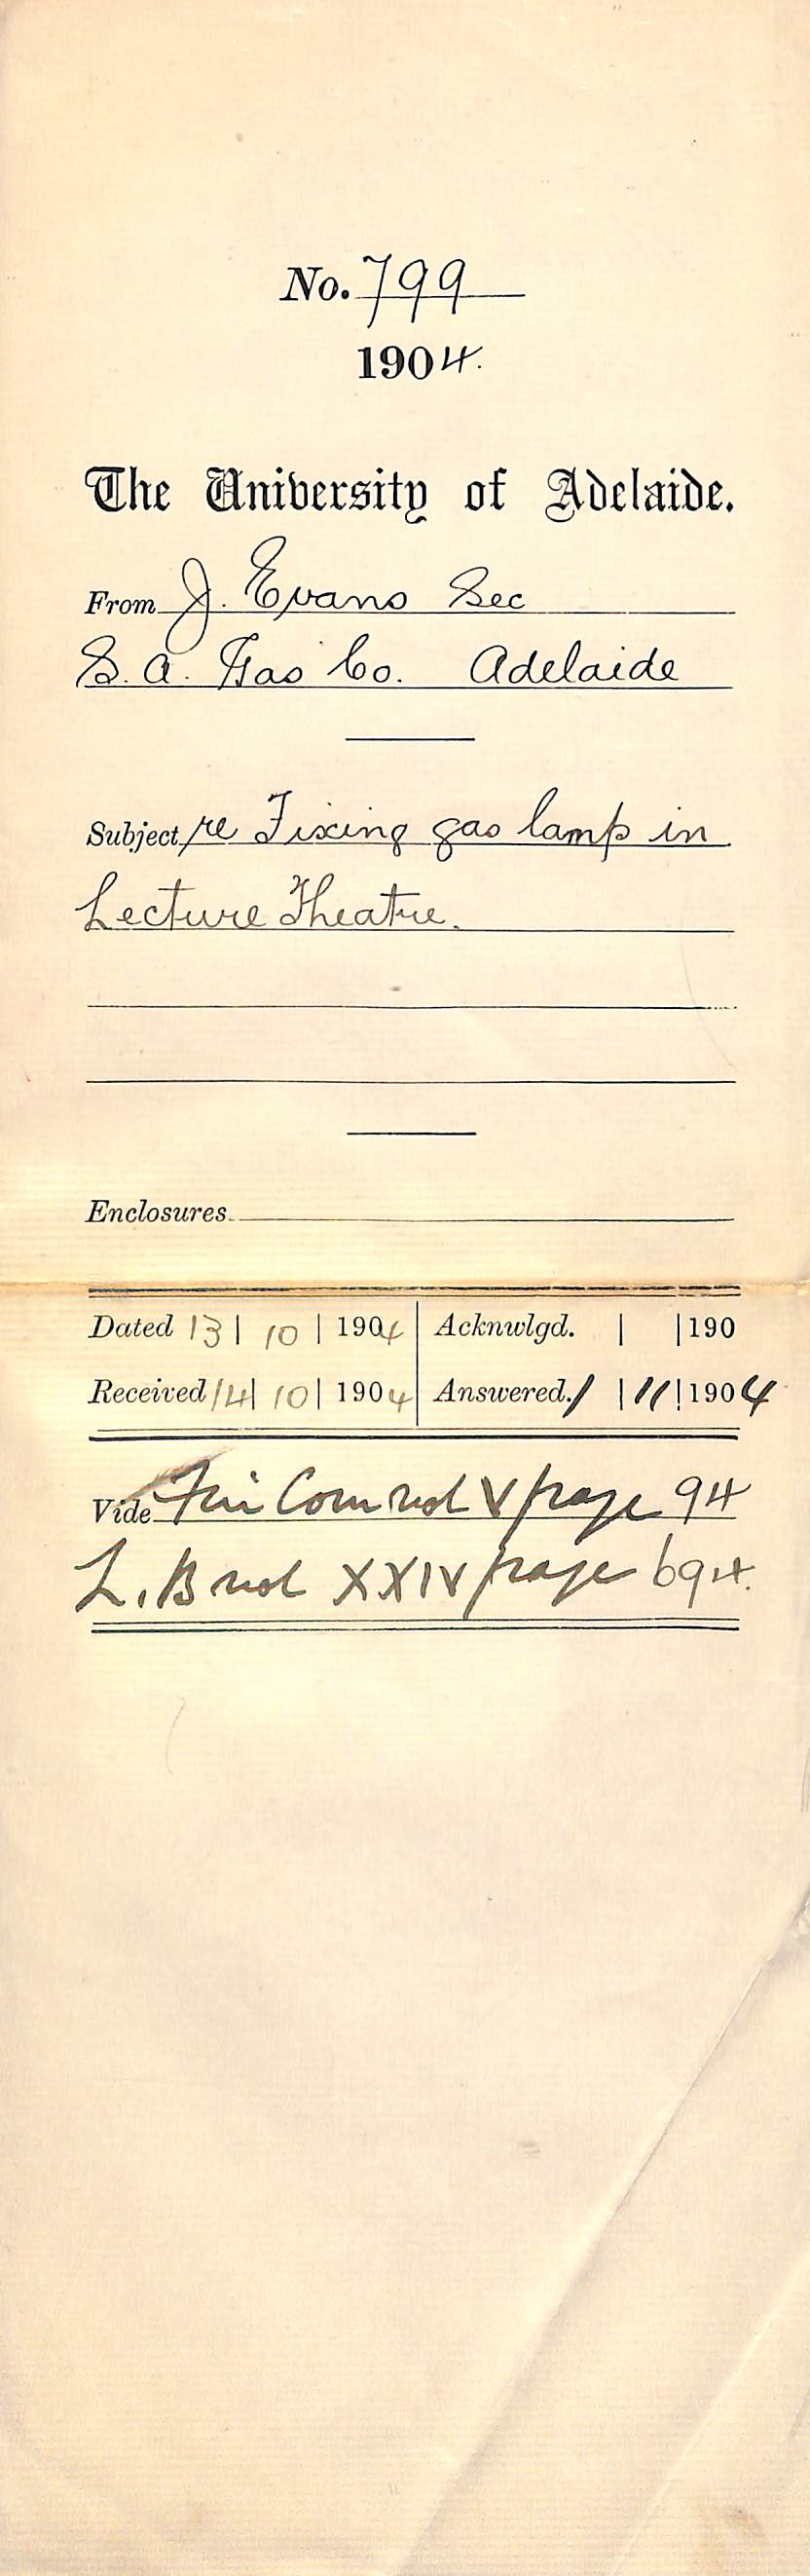 No. 799
1904.
The University of Adelaide.
From J. Evans Sec
S. A. Gas Co. Adelaide
Subject re Fixing gas lamp in
Lecture Theatre.
Enclosures
Dated 13 | 10 | 1904 Acknwlgd. | | 190
Received 14 | 10 | 1904 Answered. 1 | 11 | 1904
Vide Fin Com vol V page 94
L. B vol XXIV page 694.